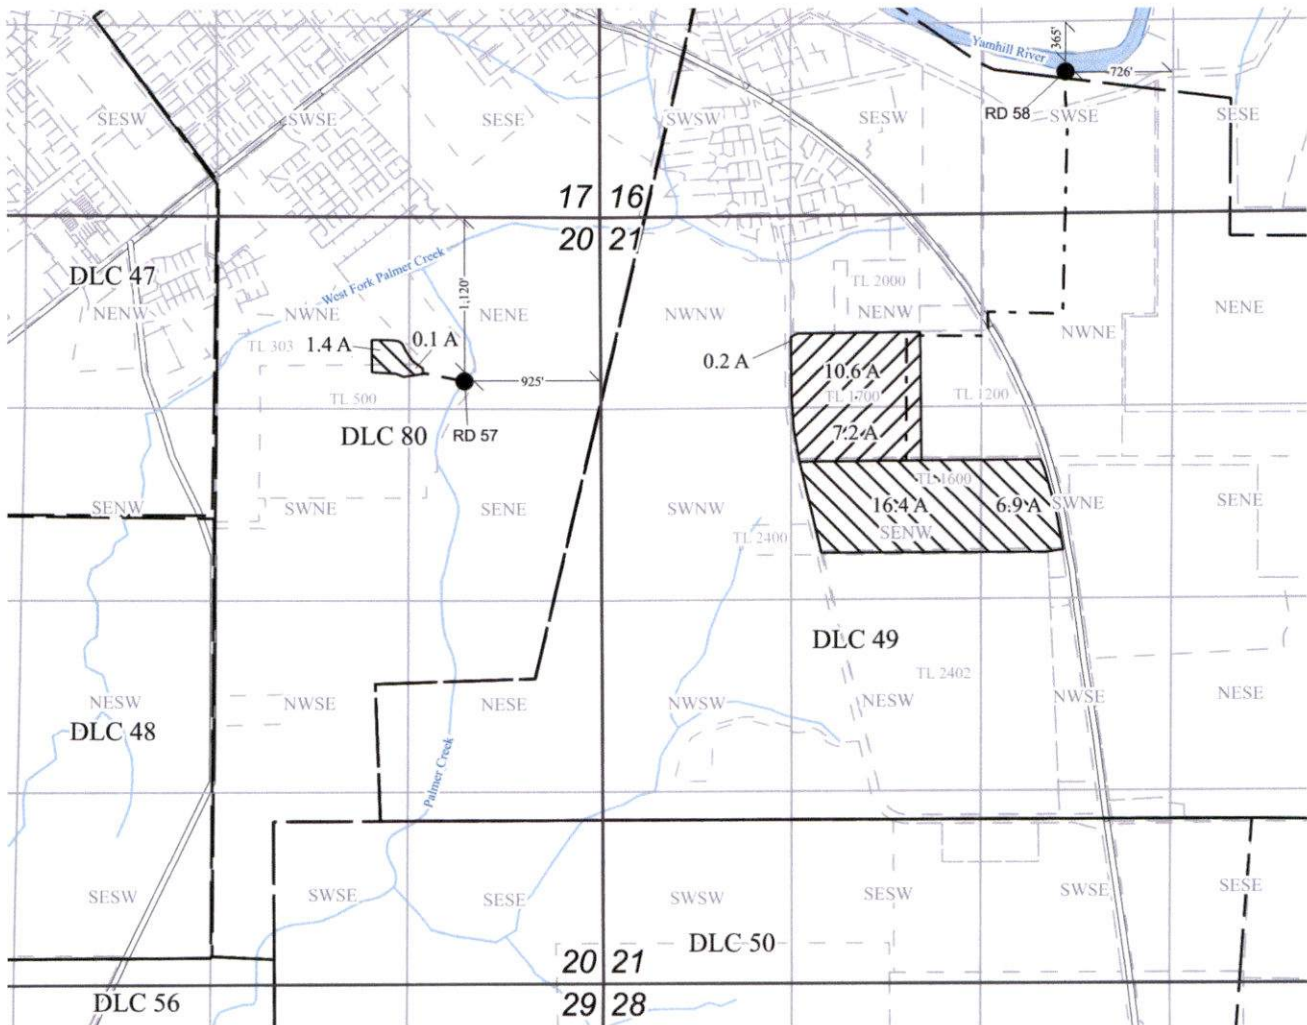 Yamhill River
365'
726'
RD 58
SESW
SWSE
SESE
SWSW
SESW
SWSE
SESE
17 16
20 21
DLC 47
West Fork Palmer Creek
1,120'
TL 2000
NENW
NWNE
NENE
NWNW
NENW
NWNE
NENE
TL 303
1.4 A
0.1 A
0.2 A
925'
10.6 A
TL 500
TL 1700
TL 1200
DLC 80
RD 57
7.2 A
TL 1600
SENW
SWNE
SENE
SWNW
16.4 A
6.9 A
SWNE
SENE
SENW
TL 2400
DLC 49
TL 2402
NESW
NWSE
NESE
NWSW
NESW
NWSE
NESE
DLC 48
Palmer Creek
SESW
SWSE
SESE
SWSW
SESW
SWSE
SESE
DLC 50
20 21
29 28
DLC 56